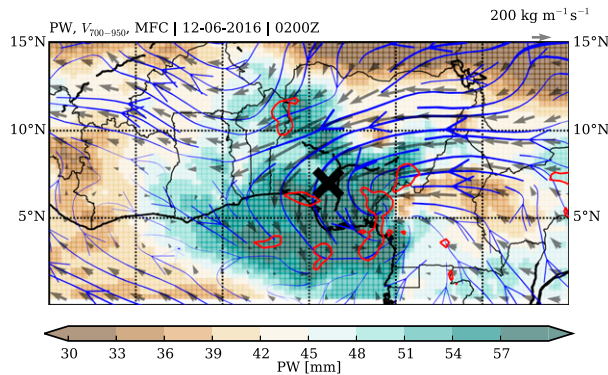 200 kg m⁻¹s⁻¹
PW, V₇₀₀₋₉₅₀, MFC | 12-06-2016 | 0200Z
15°N 15°N
10°N 10°N
5°N 5°N
30 33 36 39 42 45 48 51 54 57
PW [mm]